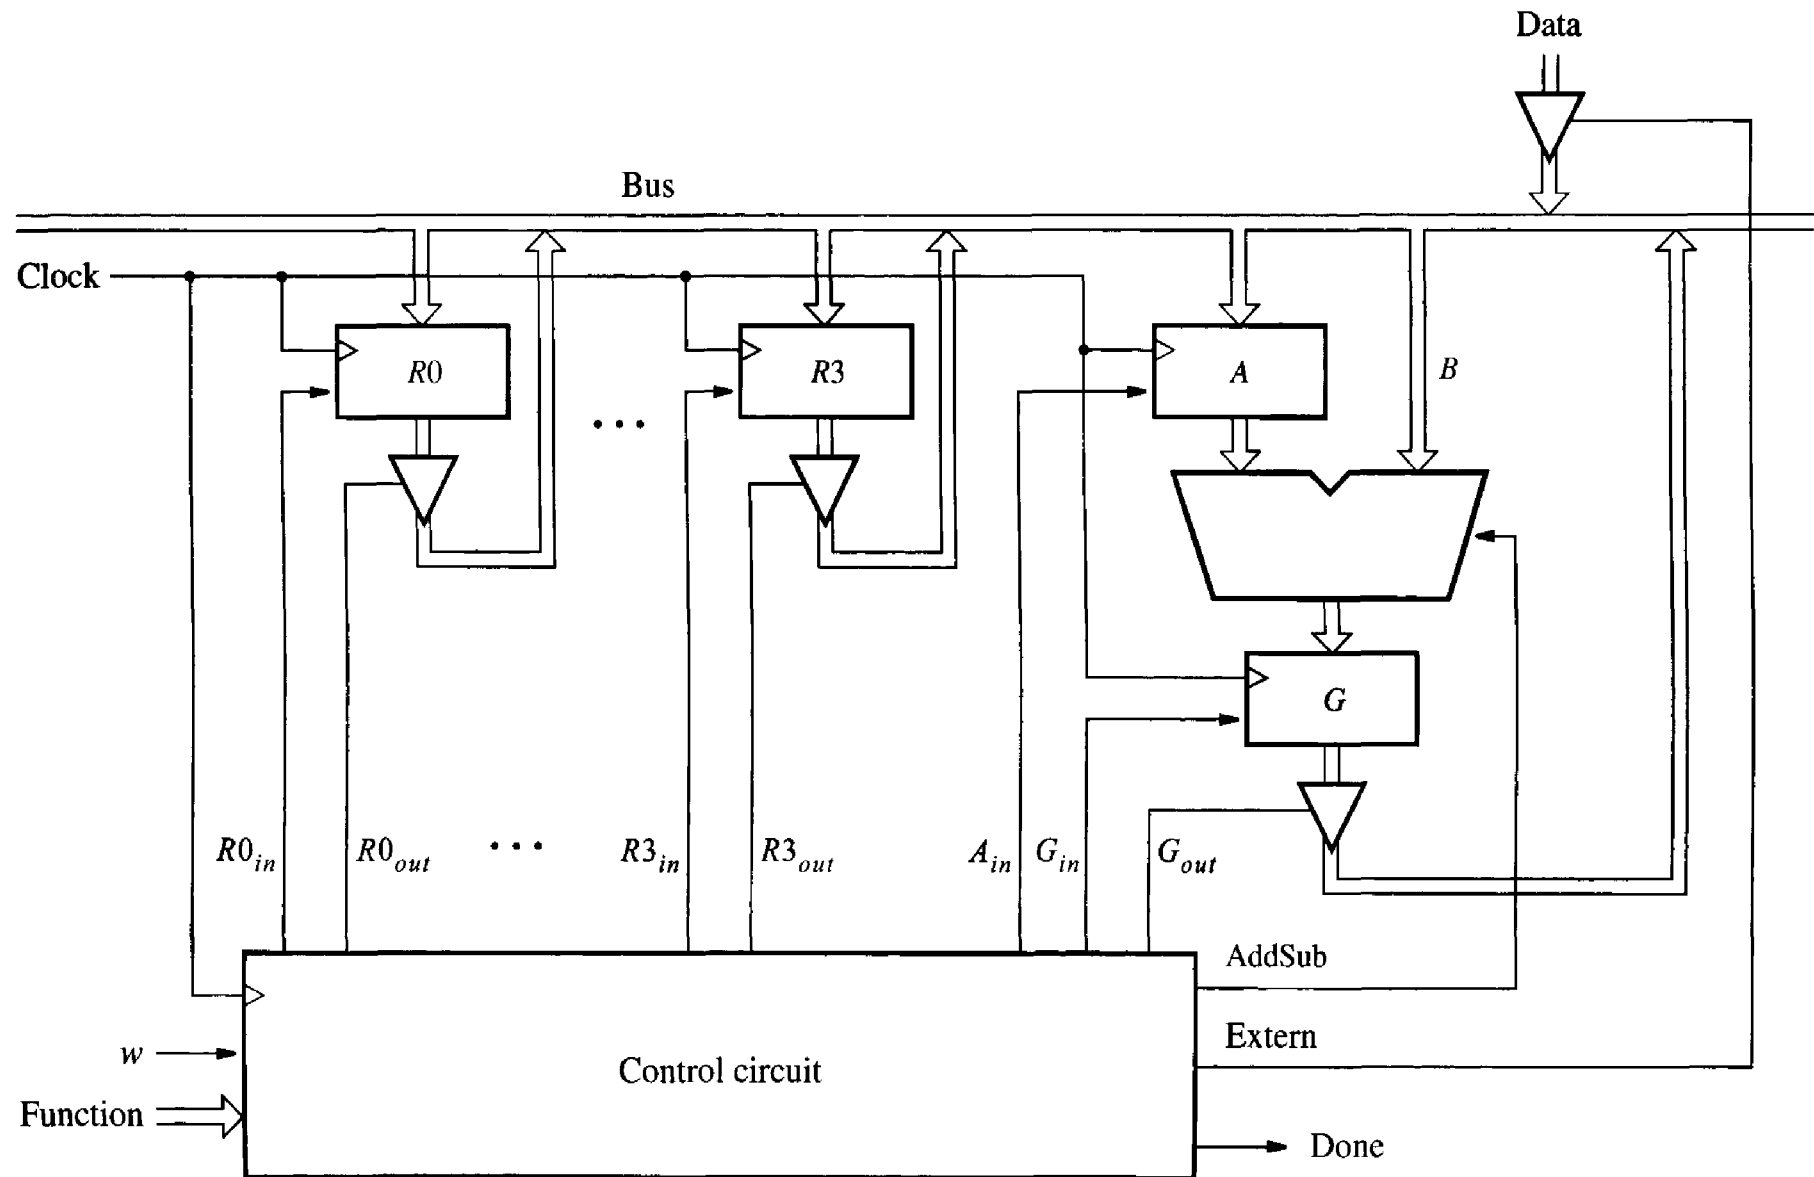 Data
Bus
Clock
R0
R3
A
B
. . .
G
R0in
R0out
. . .
R3in
R3out
Ain
Gin
Gout
AddSub
Extern
w
Control circuit
Function
Done